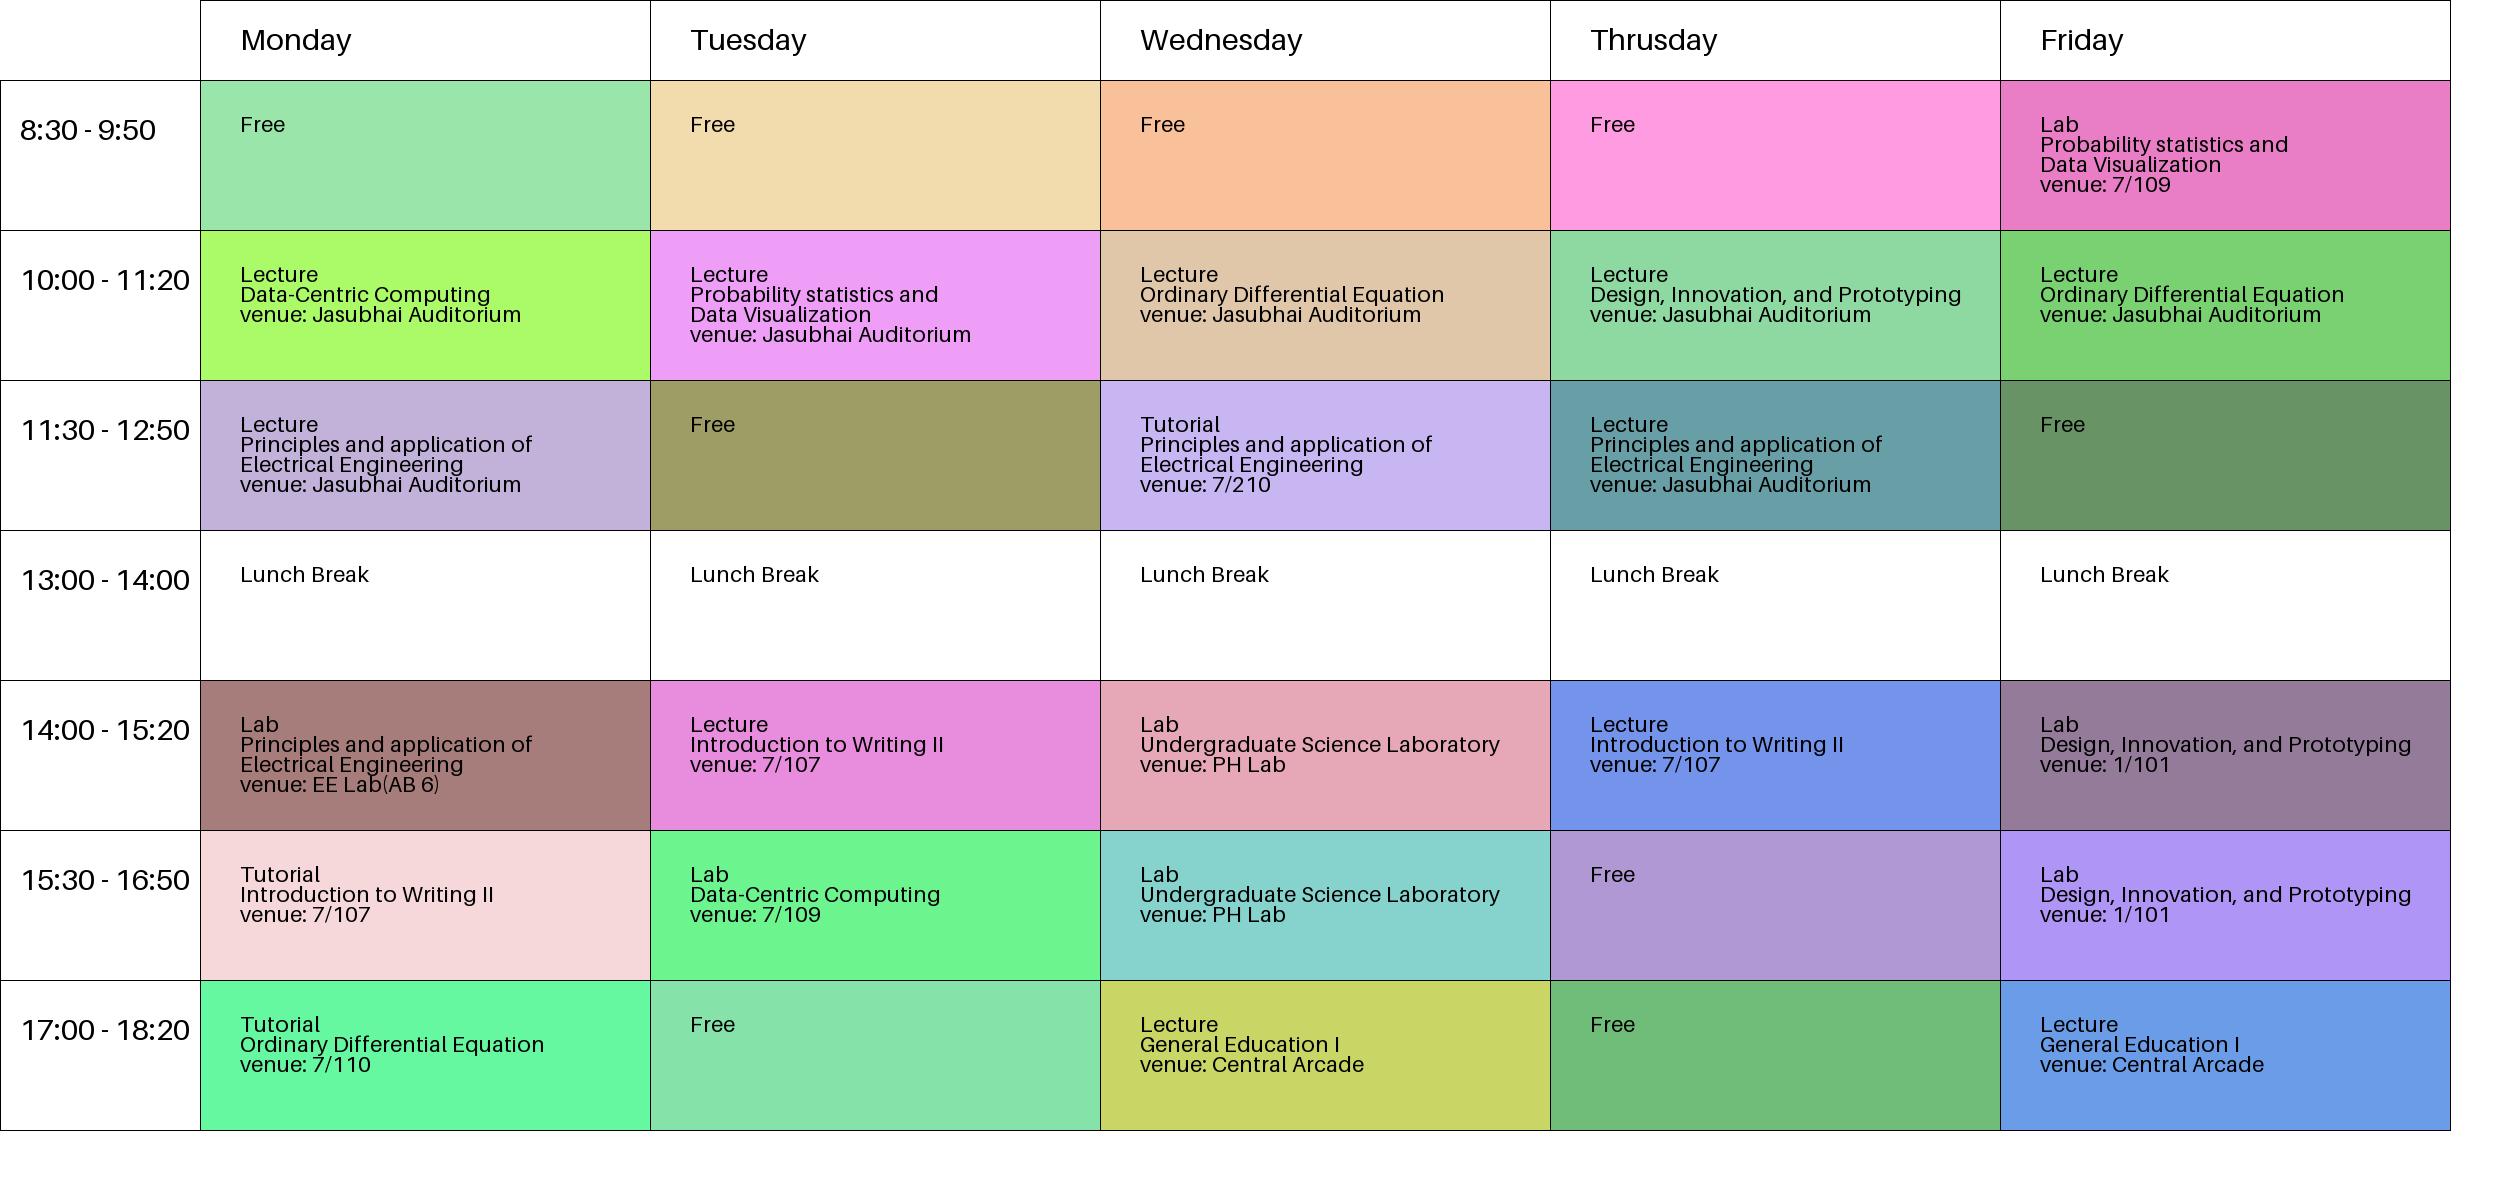 Monday
Tuesday
Wednesday
Thrusday
Friday
8:30 - 9:50
Free
Free
Free
Free
Lab
Probability statistics and
Data Visualization
venue: 7/109
10:00 - 11:20
Lecture
Data-Centric Computing
venue: Jasubhai Auditorium
Lecture
Probability statistics and
Data Visualization
venue: Jasubhai Auditorium
Lecture
Ordinary Differential Equation
venue: Jasubhai Auditorium
Lecture
Design, Innovation, and Prototyping
venue: Jasubhai Auditorium
Lecture
Ordinary Differential Equation
venue: Jasubhai Auditorium
11:30 - 12:50
Lecture
Principles and application of
Electrical Engineering
venue: Jasubhai Auditorium
Free
Tutorial
Principles and application of
Electrical Engineering
venue: 7/210
Lecture
Principles and application of
Electrical Engineering
venue: Jasubhai Auditorium
Free
13:00 - 14:00
Lunch Break
Lunch Break
Lunch Break
Lunch Break
Lunch Break
14:00 - 15:20
Lab
Principles and application of
Electrical Engineering
venue: EE Lab(AB 6)
Lecture
Introduction to Writing II
venue: 7/107
Lab
Undergraduate Science Laboratory
venue: PH Lab
Lecture
Introduction to Writing II
venue: 7/107
Lab
Design, Innovation, and Prototyping
venue: 1/101
15:30 - 16:50
Tutorial
Introduction to Writing II
venue: 7/107
Lab
Data-Centric Computing
venue: 7/109
Lab
Undergraduate Science Laboratory
venue: PH Lab
Free
Lab
Design, Innovation, and Prototyping
venue: 1/101
17:00 - 18:20
Tutorial
Ordinary Differential Equation
venue: 7/110
Free
Lecture
General Education I
venue: Central Arcade
Free
Lecture
General Education I
venue: Central Arcade